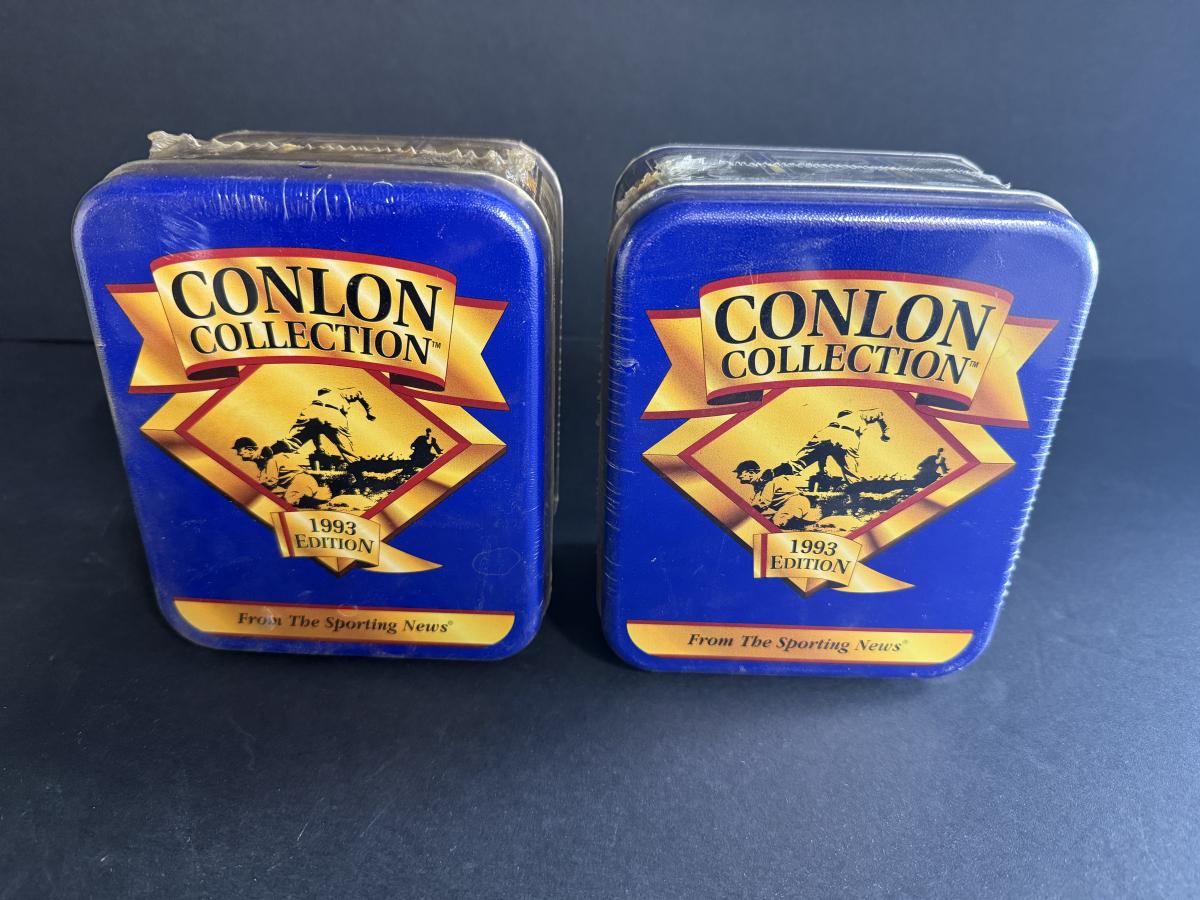 CONLON
COLLECTION™
1993
EDITION
From The Sporting News®
CONLON
COLLECTION™
1993
EDITION
From The Sporting News®